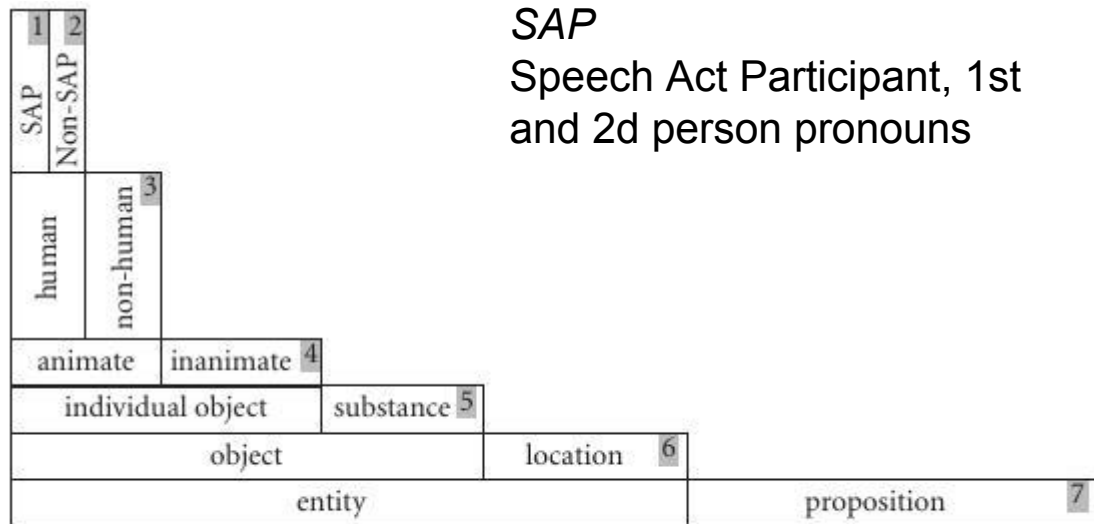 SAP
Speech Act Participant, 1st
and 2d person pronouns
1
2
SAP
Non-SAP
3
human
non-human
animate
inanimate 4
individual object
substance 5
object
location 6
entity
proposition 7